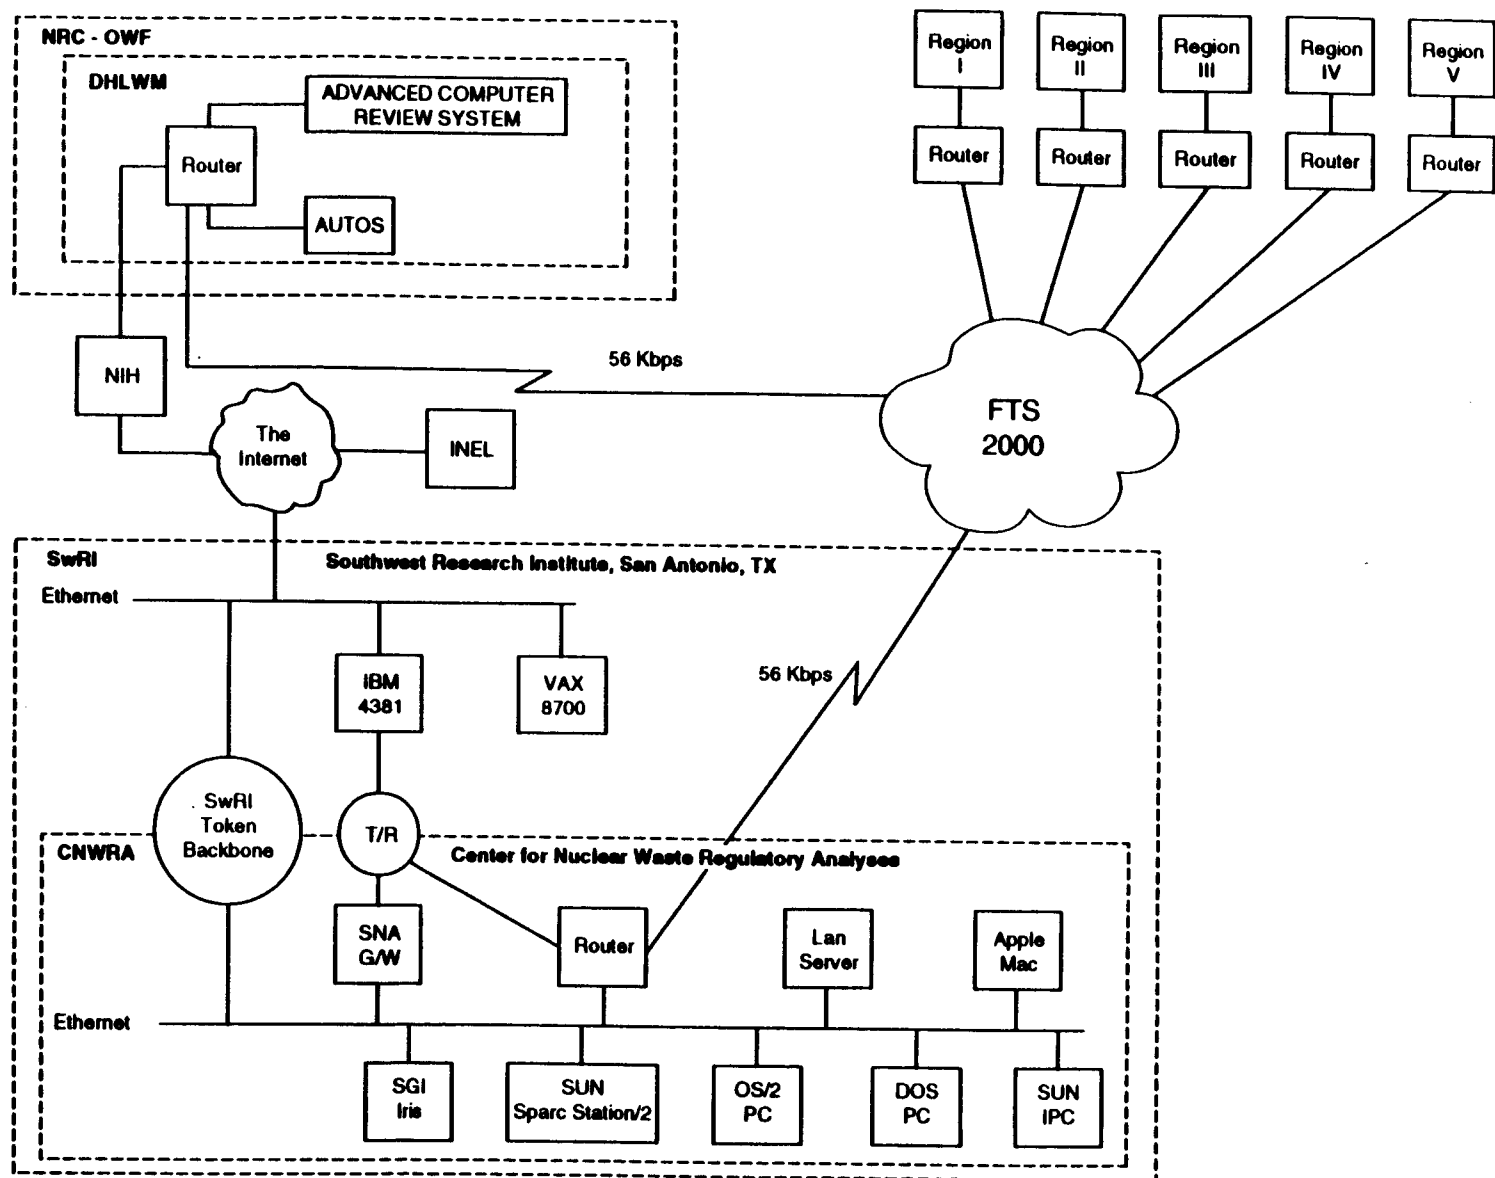 NRC - OWF
DHLWM
ADVANCED COMPUTER
REVIEW SYSTEM
Router
AUTOS
Region
I
Region
II
Region
III
Region
IV
Region
V
Router
Router
Router
Router
Router
NIH
56 Kbps
The
Internet
INEL
FTS
2000
SwRI
Southwest Research Institute, San Antonio, TX
Ethernet
IBM
4381
VAX
8700
56 Kbps
SwRI
Token
Backbone
T/R
CNWRA
Center for Nuclear Waste Regulatory Analyses
SNA
G/W
Router
Lan
Server
Apple
Mac
Ethernet
SGI
Iris
SUN
Sparc Station/2
OS/2
PC
DOS
PC
SUN
IPC